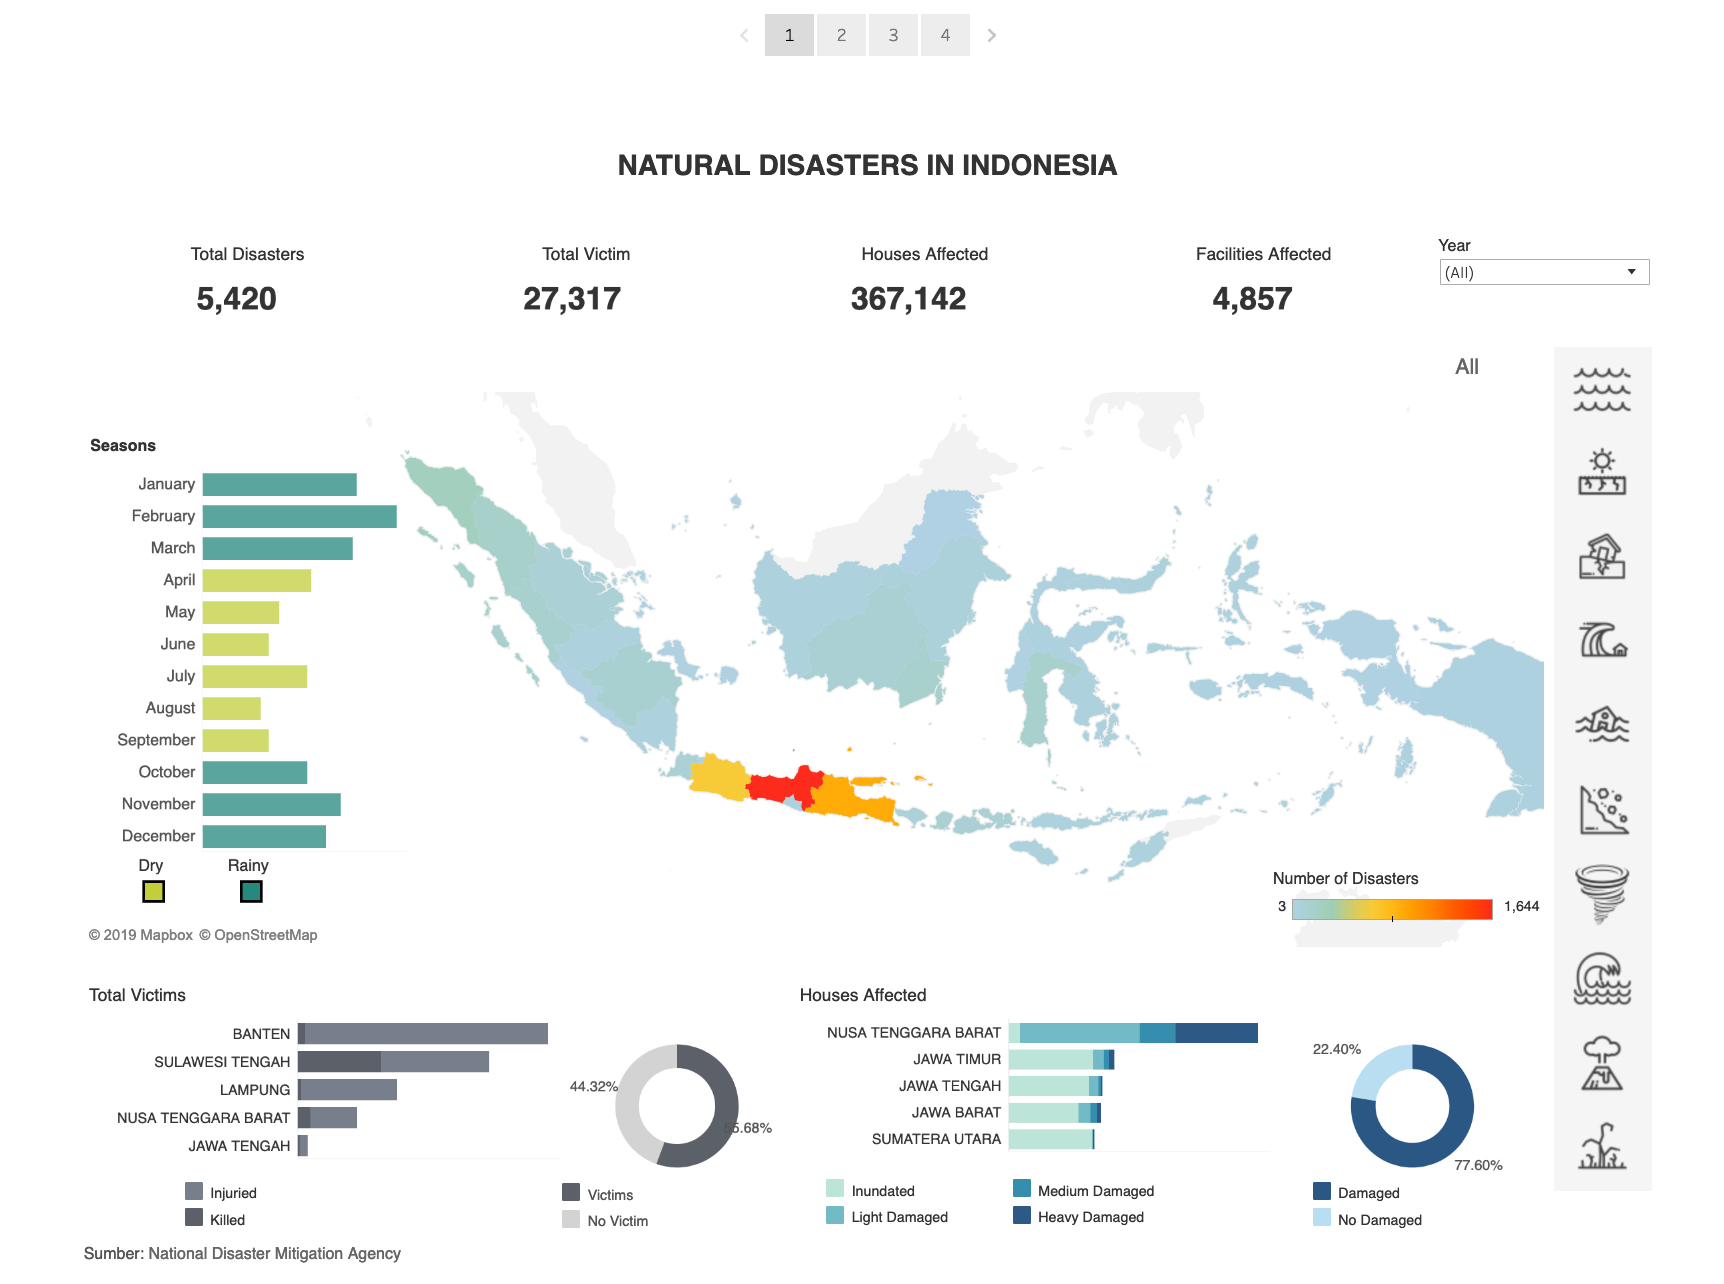 1 2 3 4
NATURAL DISASTERS IN INDONESIA
Total Disasters
5,420
Total Victim
27,317
Houses Affected
367,142
Facilities Affected
4,857
Year
(All)
All
Seasons
January
February
March
April
May
June
July
August
September
October
November
December
Dry Rainy
© 2019 Mapbox © OpenStreetMap
Number of Disasters
3 1,644
Total Victims
BANTEN
SULAWESI TENGAH
LAMPUNG
NUSA TENGGARA BARAT
JAWA TENGAH
Injuried
Killed
44.32%
55.68%
Victims
No Victim
Houses Affected
NUSA TENGGARA BARAT
JAWA TIMUR
JAWA TENGAH
JAWA BARAT
SUMATERA UTARA
Inundated Medium Damaged
Light Damaged Heavy Damaged
22.40%
77.60%
Damaged
No Damaged
Sumber: National Disaster Mitigation Agency